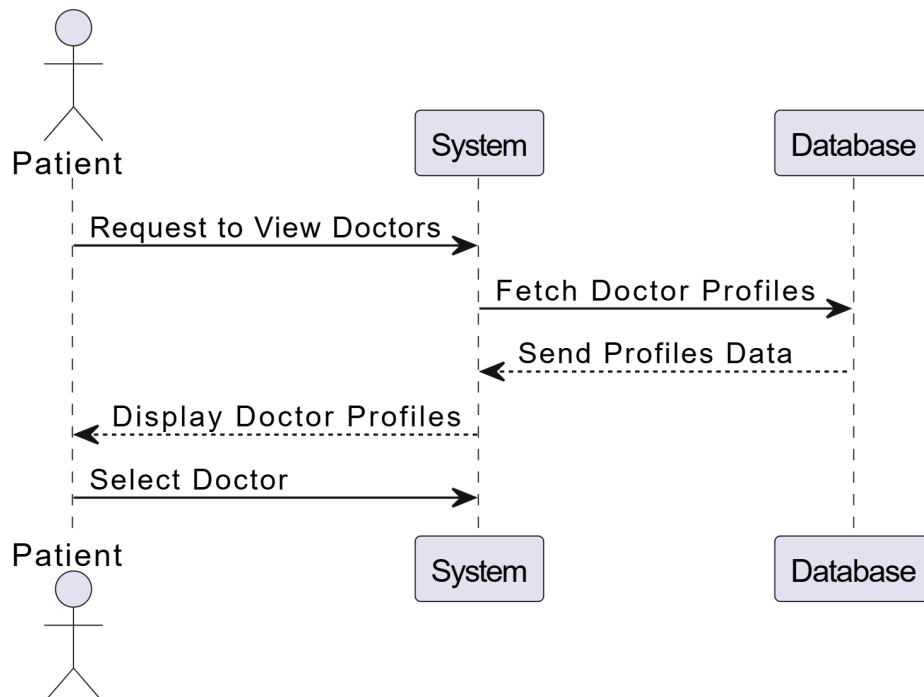 Patient
System
Database
Request to View Doctors
Fetch Doctor Profiles
Send Profiles Data
Display Doctor Profiles
Select Doctor
Patient
System
Database